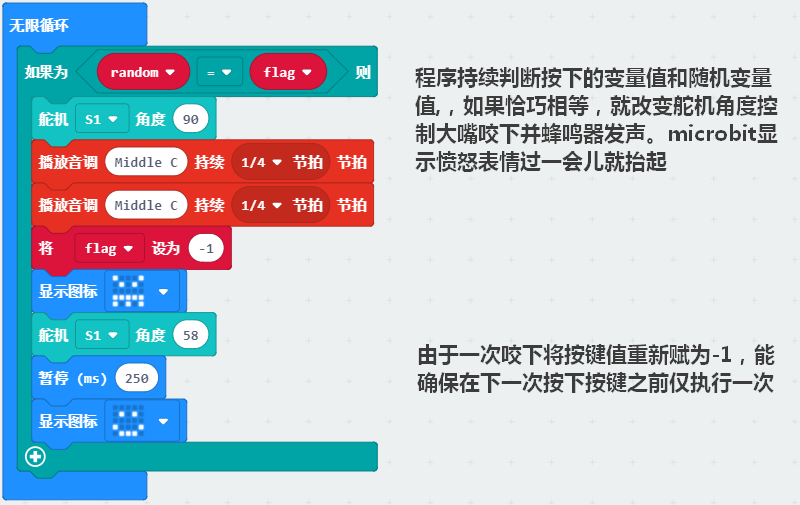 无限循环
如果为 random = flag 则
舵机 S1 角度 90
播放音调 Middle C 持续 1/4 节拍 节拍
播放音调 Middle C 持续 1/4 节拍 节拍
将 flag 设为 -1
显示图标
舵机 S1 角度 58
暂停 (ms) 250
显示图标
程序持续判断按下的变量值和随机变量
值,，如果恰巧相等，就改变舵机角度控
制大嘴咬下并蜂鸣器发声。microbit显
示愤怒表情过一会儿就抬起
由于一次咬下将按键值重新赋为-1，能
确保在下一次按下按键之前仅执行一次